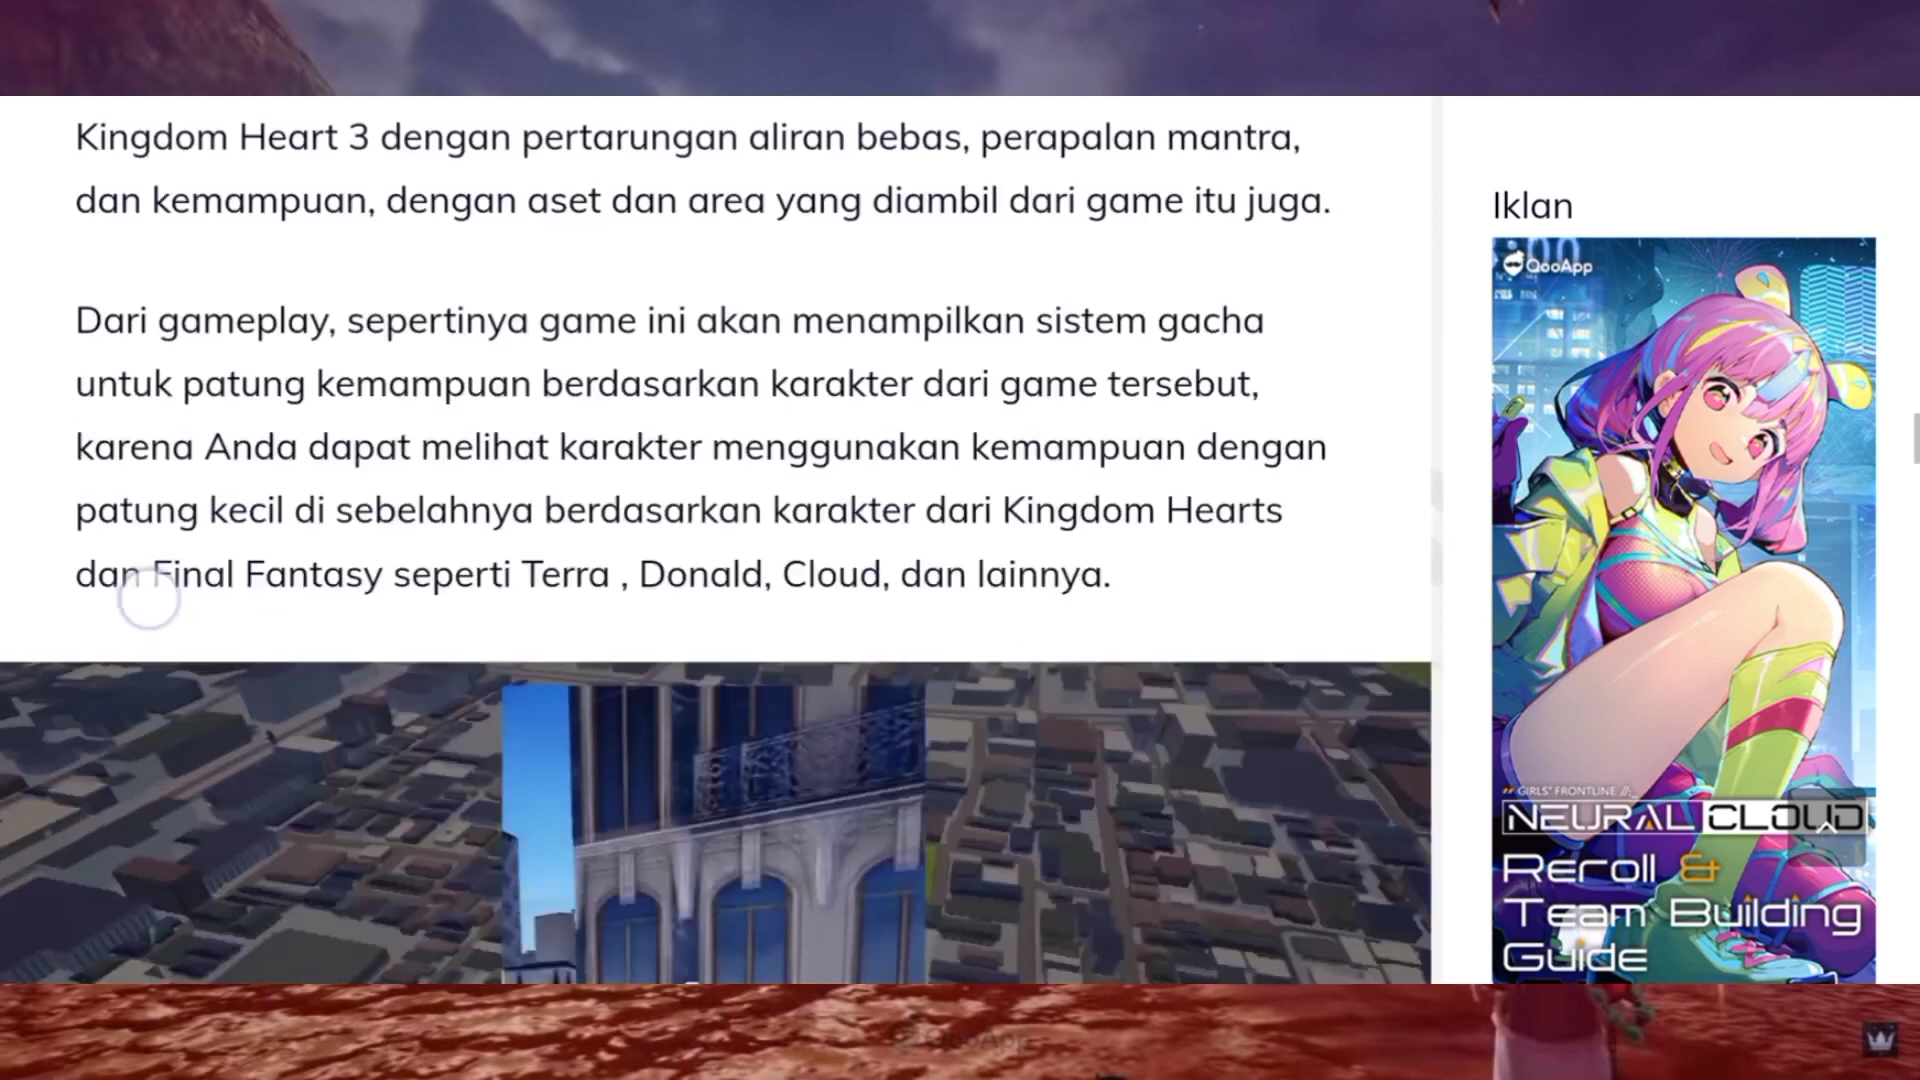 Kingdom Heart 3 dengan pertarungan aliran bebas, perapalan mantra,
dan kemampuan, dengan aset dan area yang diambil dari game itu juga.
Dari gameplay, sepertinya game ini akan menampilkan sistem gacha
untuk patung kemampuan berdasarkan karakter dari game tersebut,
karena Anda dapat melihat karakter menggunakan kemampuan dengan
patung kecil di sebelahnya berdasarkan karakter dari Kingdom Hearts
dan Final Fantasy seperti Terra , Donald, Cloud, dan lainnya.
Iklan
QooApp
GIRLS' FRONTLINE
NEURAL CLOUD
Reroll &
Team Building
Guide
QooApp